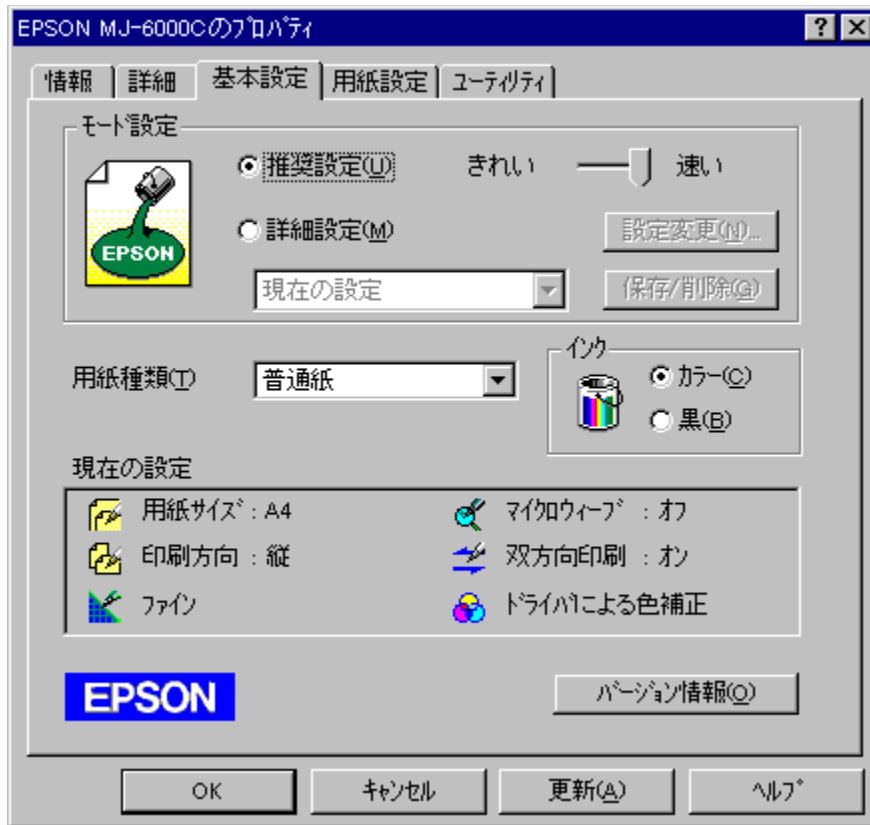 EPSON MJ-6000Cのﾌﾟﾛﾊﾟﾃｨ
情報 詳細 基本設定 用紙設定 ﾕｰﾃｨﾘﾃｨ
ﾓｰﾄﾞ設定
推奨設定(U) きれい 速い
EPSON
詳細設定(M) 設定変更(N)...
現在の設定 保存/削除(G)
用紙種類(T) 普通紙
ｲﾝｸ
ｶﾗｰ(C)
黒(B)
現在の設定
用紙ｻｲｽﾞ : A4 ﾏｲｸﾛｳｨｰﾌﾞ : ｵﾌ
印刷方向 : 縦 双方向印刷 : ｵﾝ
ﾌｧｲﾝ ﾄﾞﾗｲﾊﾞによる色補正
EPSON ﾊﾞｰｼﾞｮﾝ情報(O)
OK ｷｬﾝｾﾙ 更新(A) ﾍﾙﾌﾟ